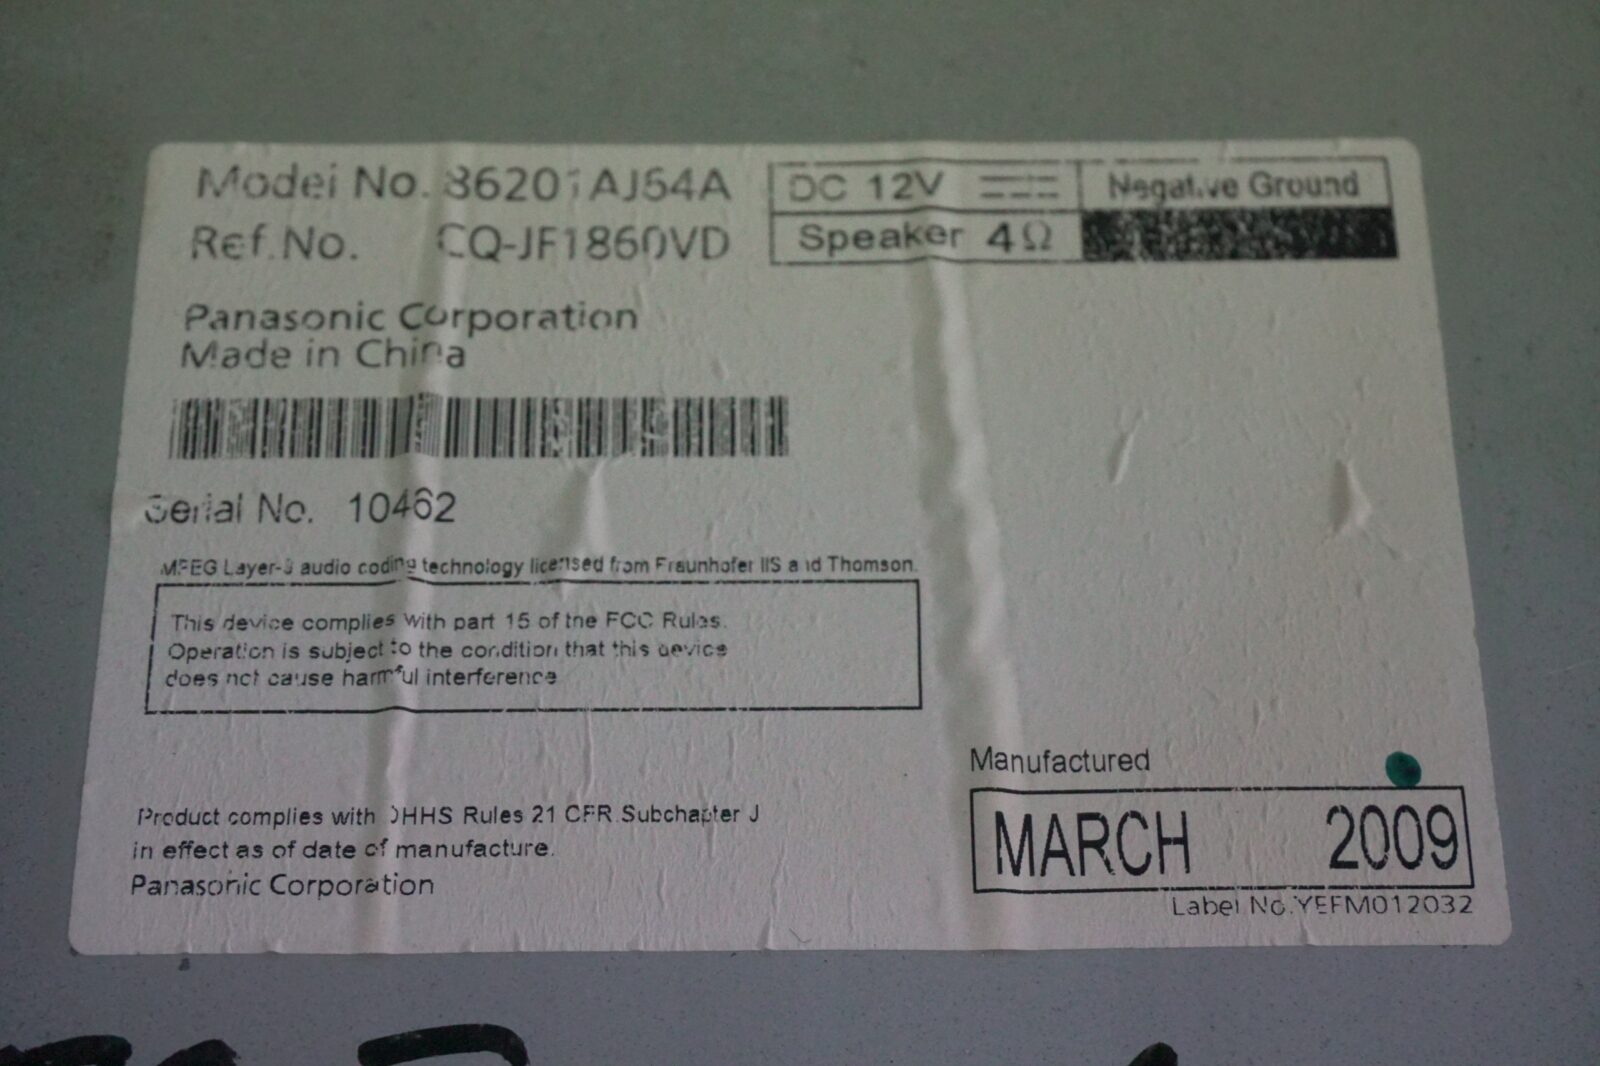 Model No. 86201AJ64A
Ref.No. CQ-JF1860VD
DC 12V
Negative Ground
Speaker 4Ω
Panasonic Corporation
Made in China
Serial No. 10462
MPEG Layer-3 audio coding technology licensed from Fraunhofer IIS and Thomson.
This device complies with part 15 of the FCC Rules.
Operation is subject to the condition that this device
does not cause harmful interference
Manufactured
MARCH 2009
Label No.YEFM012032
Product complies with DHHS Rules 21 CFR Subchapter J
in effect as of date of manufacture.
Panasonic Corporation